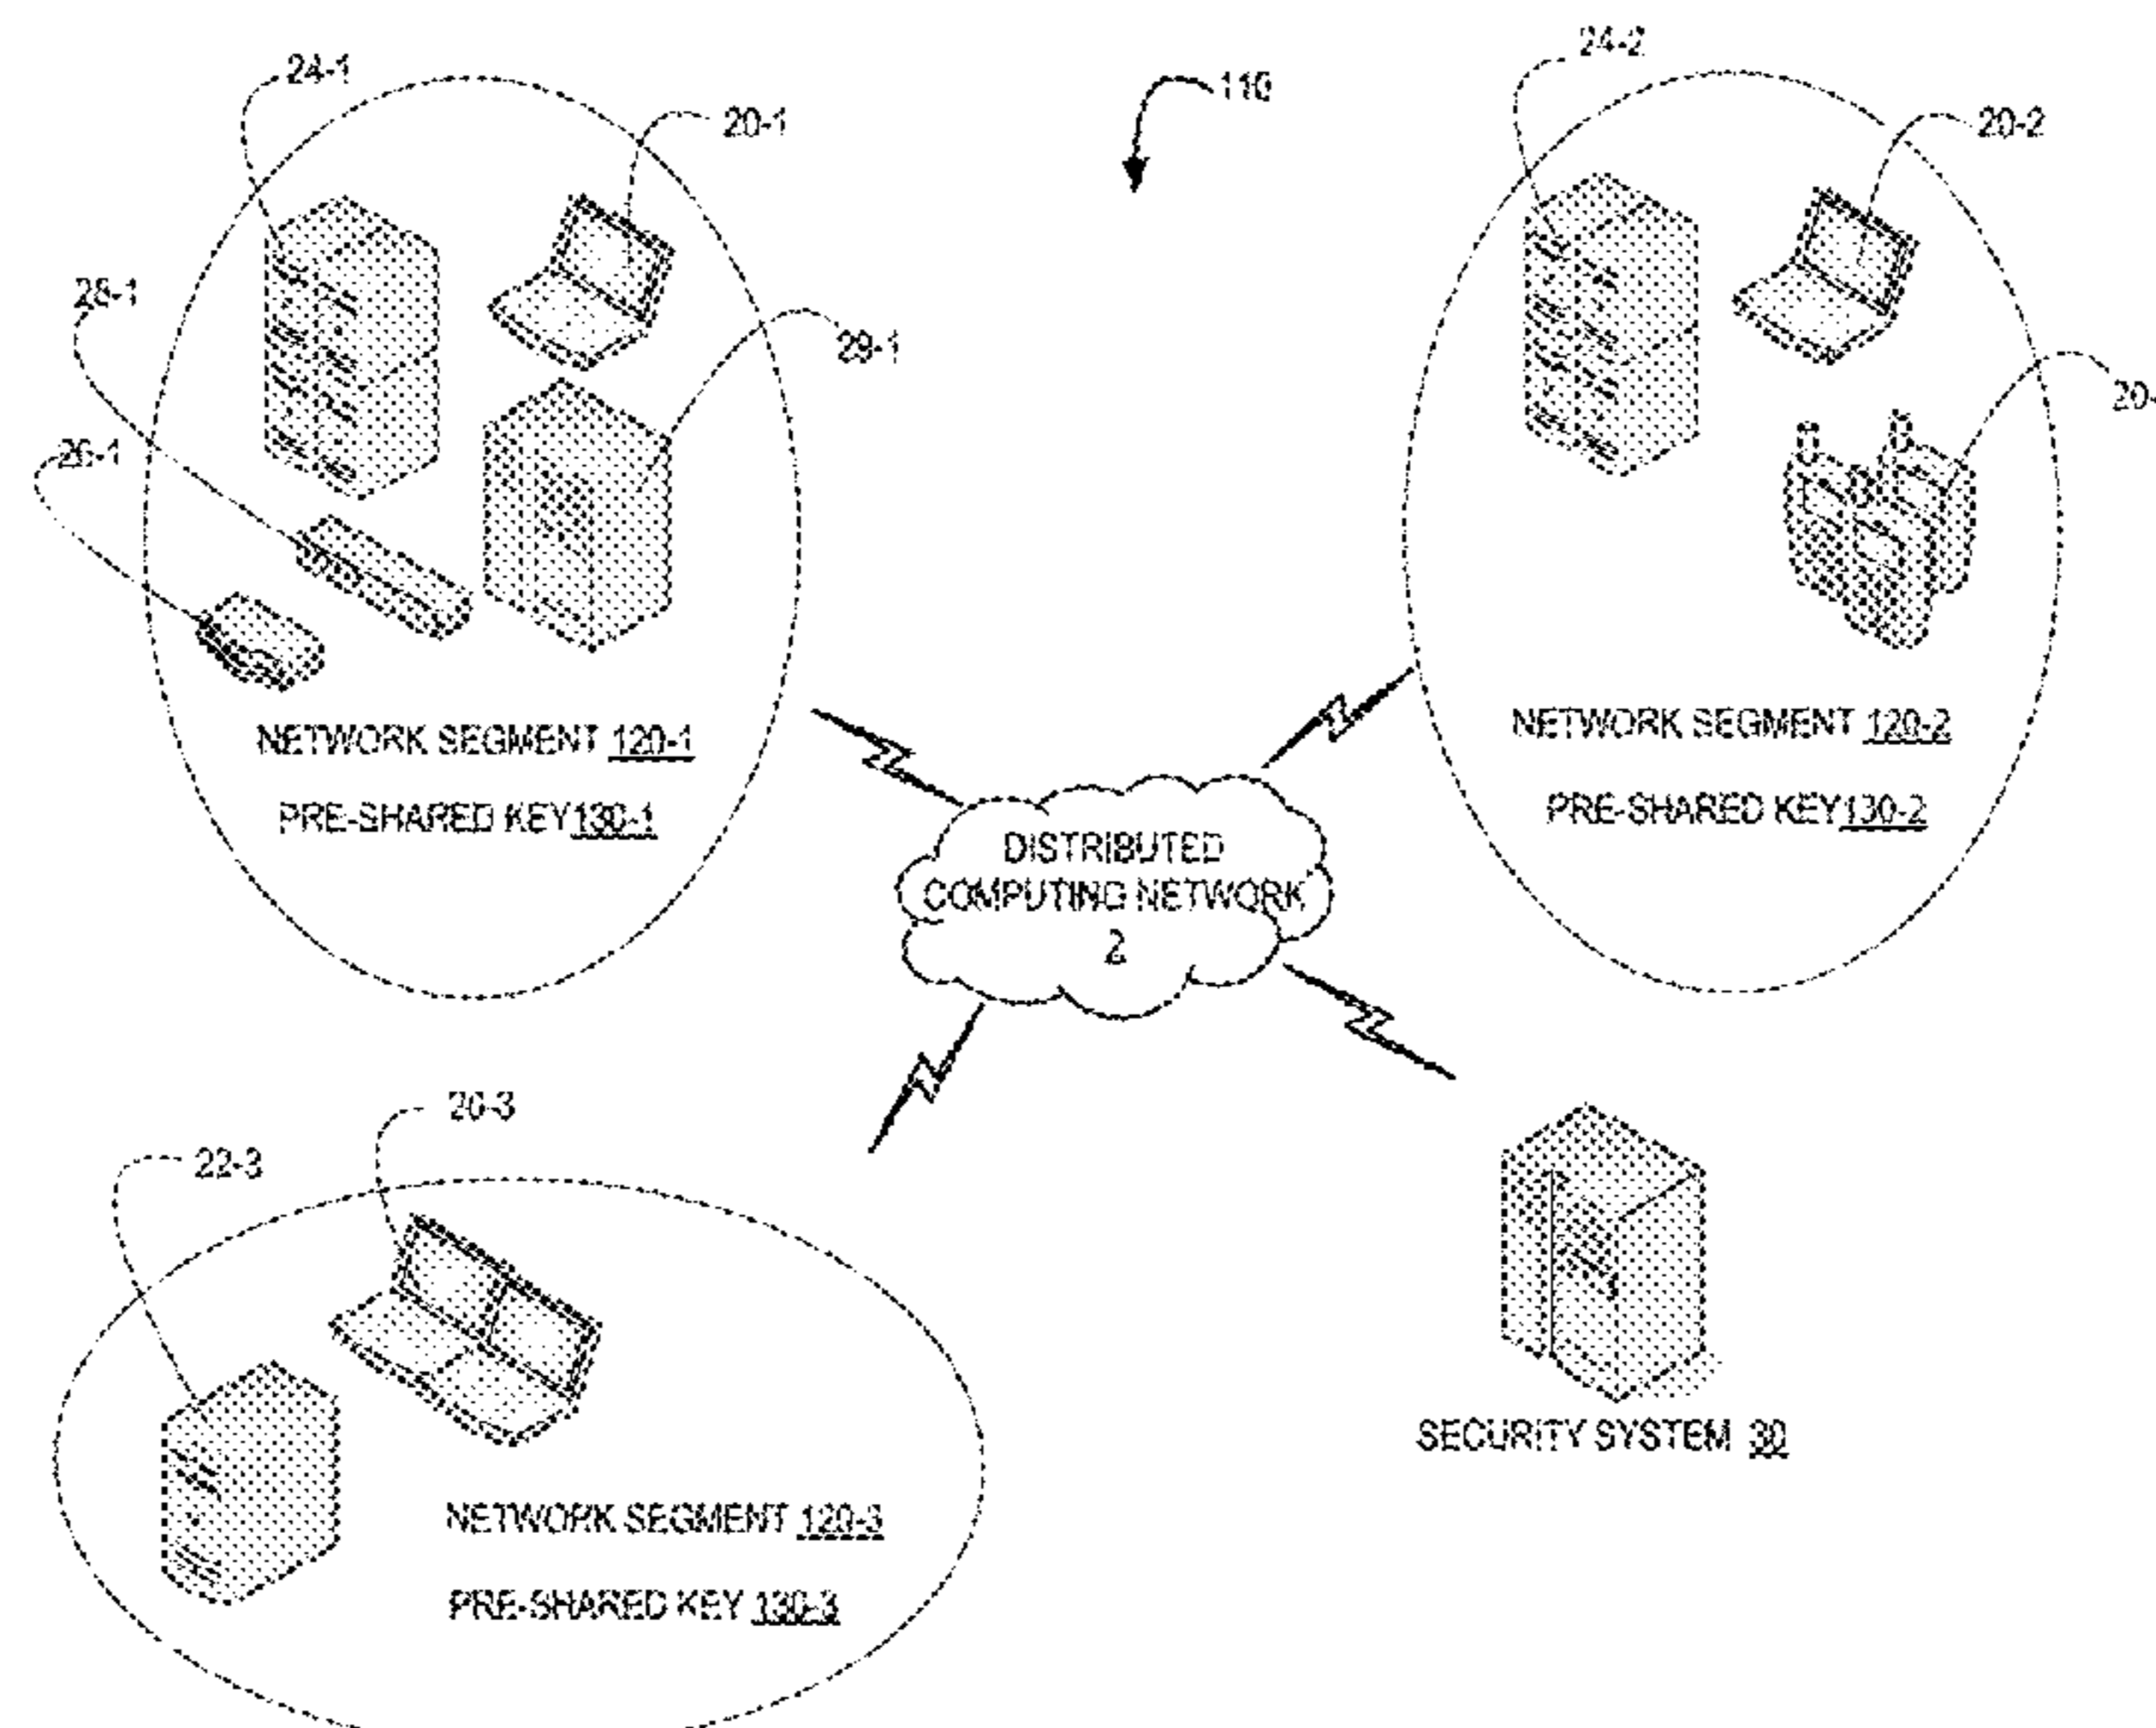 24-1
20-1
110
24-2
20-2
28-1
29-1
20-
26-1
NETWORK SEGMENT 120-1
PRE-SHARED KEY 130-1
NETWORK SEGMENT 120-2
PRE-SHARED KEY 130-2
DISTRIBUTED
COMPUTING NETWORK
2
20-3
22-3
NETWORK SEGMENT 120-3
PRE-SHARED KEY 130-3
SECURITY SYSTEM 30